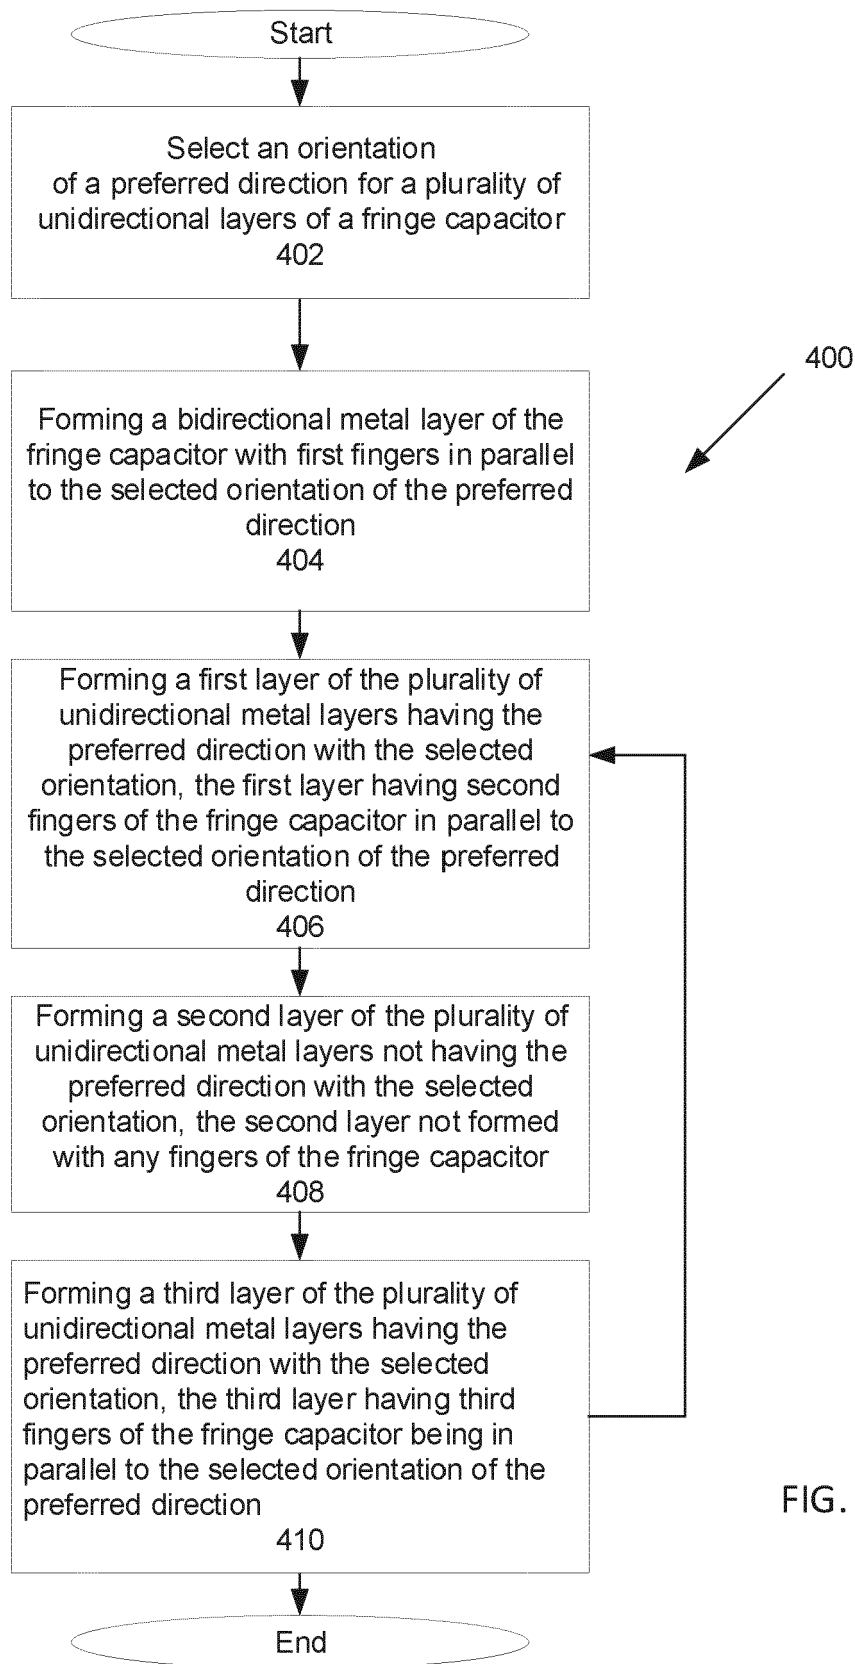 Start
Select an orientation
of a preferred direction for a plurality of
unidirectional layers of a fringe capacitor
402
400
Forming a bidirectional metal layer of the
fringe capacitor with first fingers in parallel
to the selected orientation of the preferred
direction
404
Forming a first layer of the plurality of
unidirectional metal layers having the
preferred direction with the selected
orientation, the first layer having second
fingers of the fringe capacitor in parallel to
the selected orientation of the preferred
direction
406
Forming a second layer of the plurality of
unidirectional metal layers not having the
preferred direction with the selected
orientation, the second layer not formed
with any fingers of the fringe capacitor
408
Forming a third layer of the plurality of
unidirectional metal layers having the
preferred direction with the selected
orientation, the third layer having third
fingers of the fringe capacitor being in
parallel to the selected orientation of the
preferred direction
410
FIG.
End